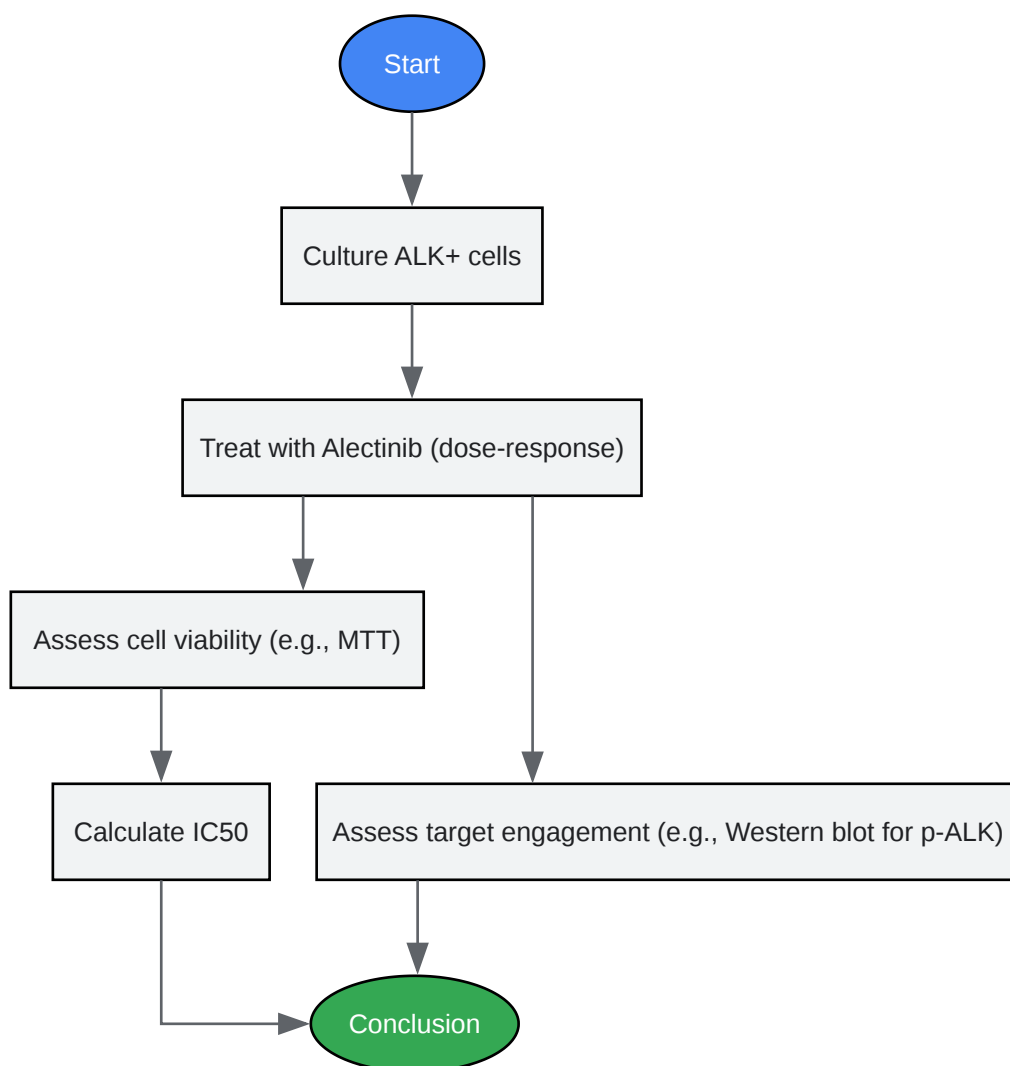 Start
Culture ALK+ cells
Treat with Alectinib (dose-response)
Assess cell viability (e.g., MTT)
Calculate IC50
Assess target engagement (e.g., Western blot for p-ALK)
Conclusion